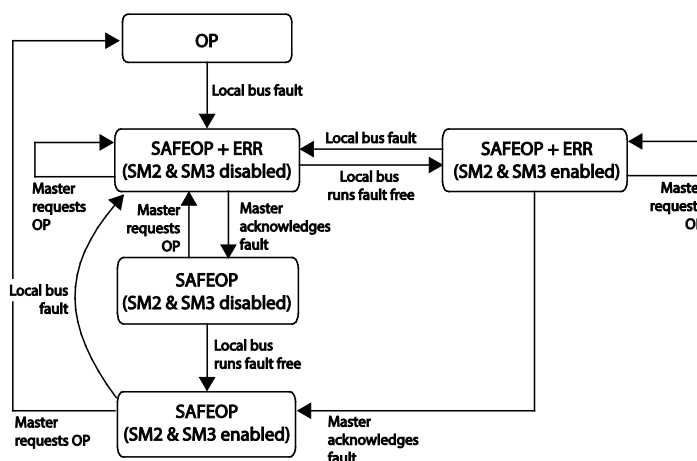 OP
Local bus fault
SAFEOP + ERR
(SM2 & SM3 disabled)
Local bus fault
Local bus
runs fault free
SAFEOP + ERR
(SM2 & SM3 enabled)
Master
requests
OP
Master
requests
OP
Master
acknowledges
fault
Master
SAFEOP
(SM2 & SM3 disabled)
Local bus
fault
Local bus
runs fault free
SAFEOP
(SM2 & SM3 enabled)
Master
requests OP
Master
acknowledges
fault